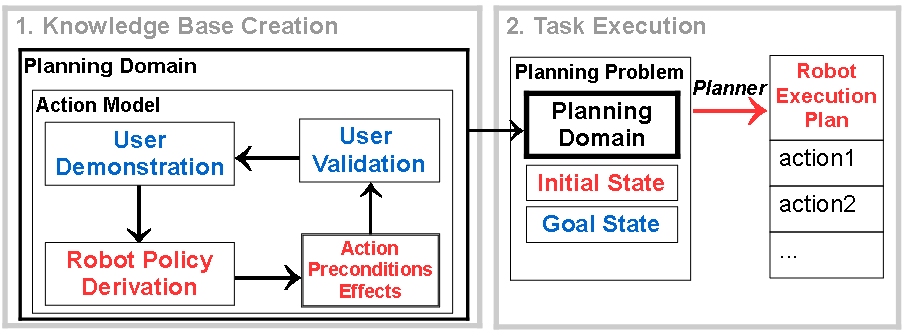 1. Knowledge Base Creation
Planning Domain
Action Model
User
Demonstration
User
Validation
Robot Policy
Derivation
Action
Preconditions
Effects
2. Task Execution
Planning Problem
Planning
Domain
Initial State
Goal State
Planner
Robot
Execution
Plan
action1
action2
...